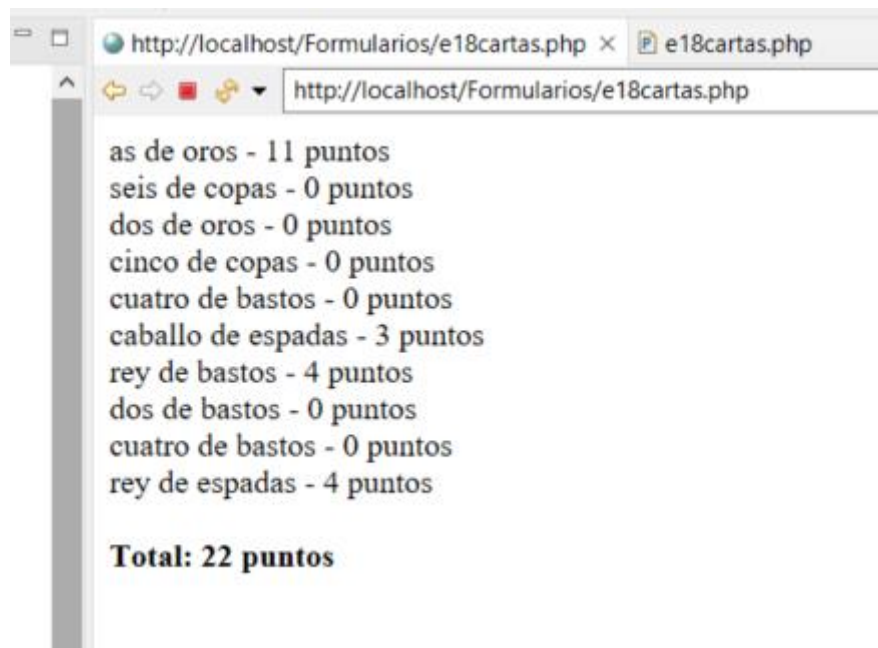 http://localhost/Formularios/e18cartas.php
e18cartas.php
http://localhost/Formularios/e18cartas.php
as de oros - 11 puntos
seis de copas - 0 puntos
dos de oros - 0 puntos
cinco de copas - 0 puntos
cuatro de bastos - 0 puntos
caballo de espadas - 3 puntos
rey de bastos - 4 puntos
dos de bastos - 0 puntos
cuatro de bastos - 0 puntos
rey de espadas - 4 puntos
Total: 22 puntos